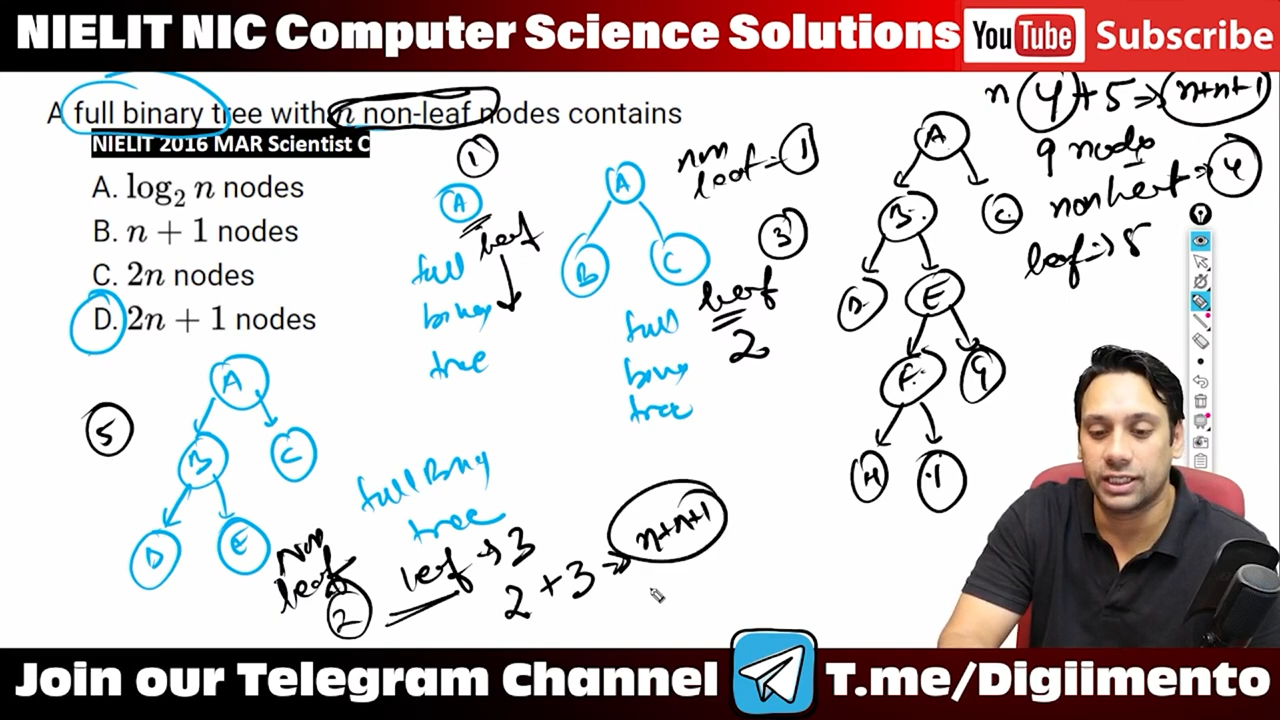 NIELIT NIC Computer Science Solutions
YouTube Subscribe
A full binary tree with n non-leaf nodes contains
NIELIT 2016 MAR Scientist C
A. log₂ n nodes
B. n + 1 nodes
C. 2n nodes
D. 2n + 1 nodes
1
A
leaf
full
binary
tree
non
leaf = 1
A
B
C
3
leaf
2
full
binary
tree
n 4 + 5 => n+n+1
9 nodes
non leaf => 4
leaf => 5
A
B
C
D
E
F
G
H
I
5
A
B
C
D
E
full Binary
tree
Non
leaf
2
leaf → 3
2 + 3 => n+n+1
Join our Telegram Channel
T.me/Digiimento